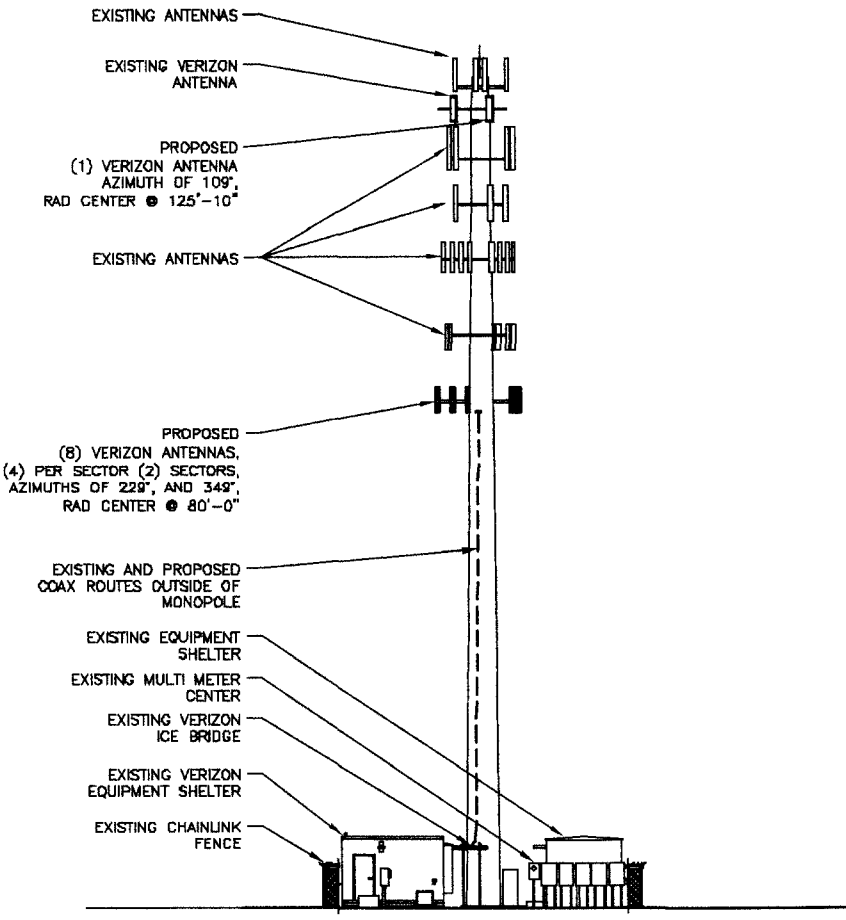 EXISTING ANTENNAS
EXISTING VERIZON
ANTENNA
PROPOSED
(1) VERIZON ANTENNA
AZIMUTH OF 109°,
RAD CENTER @ 125'-10"
EXISTING ANTENNAS
PROPOSED
(8) VERIZON ANTENNAS,
(4) PER SECTOR (2) SECTORS,
AZIMUTHS OF 229°, AND 349°,
RAD CENTER @ 80'-0"
EXISTING AND PROPOSED
COAX ROUTES OUTSIDE OF
MONOPOLE
EXISTING EQUIPMENT
SHELTER
EXISTING MULTI METER
CENTER
EXISTING VERIZON
ICE BRIDGE
EXISTING VERIZON
EQUIPMENT SHELTER
EXISTING CHAINLINK
FENCE